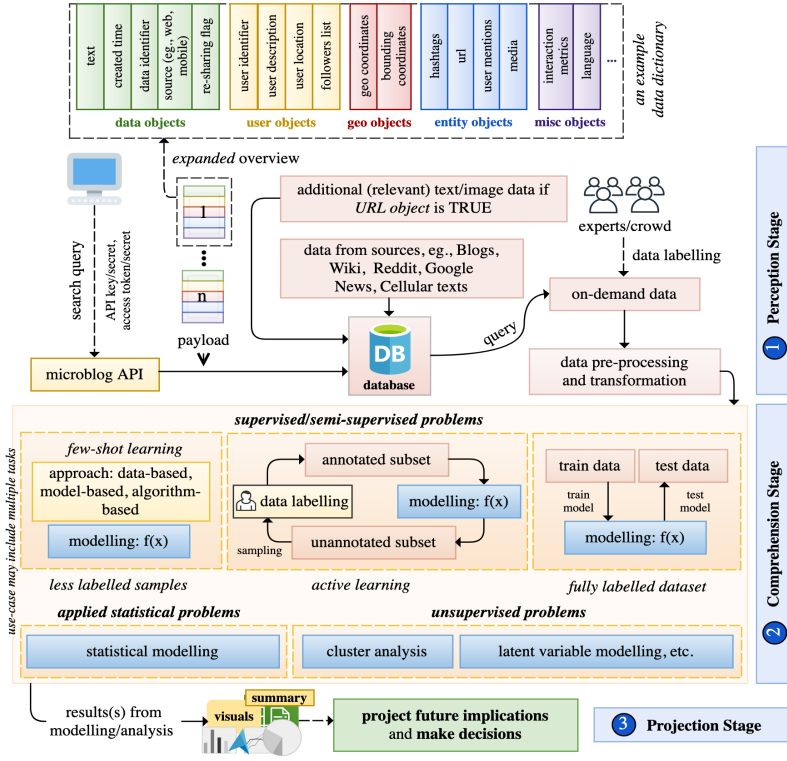 text
created time
data identifier
source (eg., web,
mobile)
re-sharing flag
user identifier
user description
user location
followers list
geo coordinates
bounding
coordinates
hashtags
url
user mentions
media
interaction
metrics
language
...
an example
data dictionary
data objects
user objects
geo objects
entity objects
misc objects
expanded overview
1
n
payload
search query
API key/secret,
access token/secret
microblog API
additional (relevant) text/image data if
URL object is TRUE
data from sources, eg., Blogs,
Wiki, Reddit, Google
News, Cellular texts
DB
database
query
experts/crowd
data labelling
on-demand data
data pre-processing
and transformation
1 Perception Stage
use-case may include multiple tasks
supervised/semi-supervised problems
few-shot learning
approach: data-based,
model-based, algorithm-
based
modelling: f(x)
less labelled samples
annotated subset
data labelling
modelling: f(x)
unannotated subset
sampling
active learning
train data
test data
train
model
test
model
modelling: f(x)
fully labelled dataset
applied statistical problems
statistical modelling
unsupervised problems
cluster analysis
latent variable modelling, etc.
2 Comprehension Stage
results(s) from
modelling/analysis
summary
visuals
project future implications
and make decisions
3 Projection Stage